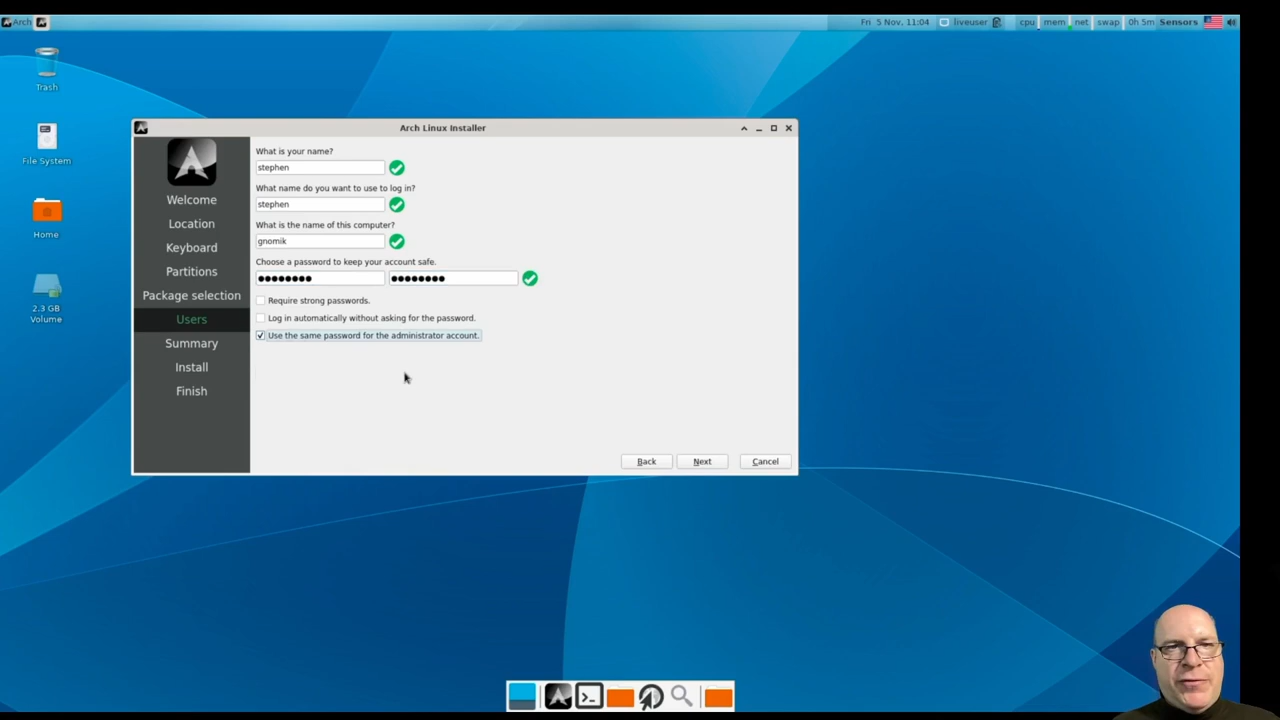 Arch
Fri 5 Nov, 11:04
liveuser
cpu
mem
net
swap
0h 5m
Sensors
Trash
File System
Home
2.3 GB
Volume
Arch Linux Installer
Welcome
Location
Keyboard
Partitions
Package selection
Users
Summary
Install
Finish
What is your name?
stephen
What name do you want to use to log in?
stephen
What is the name of this computer?
gnomik
Choose a password to keep your account safe.
●●●●●●●● ●●●●●●●●
Require strong passwords.
Log in automatically without asking for the password.
Use the same password for the administrator account.
Back
Next
Cancel